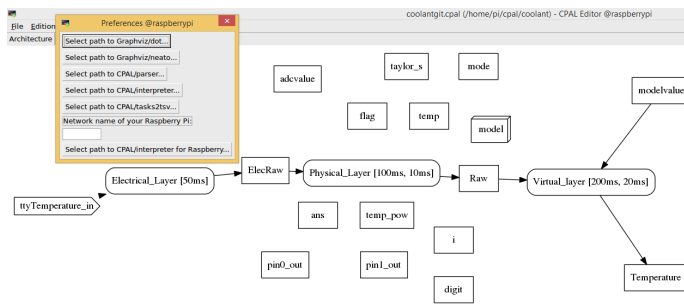 coolantgit.cpal (/home/pi/cpal/coolant) - CPAL Editor @raspberrypi
File Edition
Architecture
Preferences @raspberrypi
Select path to Graphviz/dot...
Select path to Graphviz/neato...
Select path to CPAL/parser...
Select path to CPAL/interpreter...
Select path to CPAL/tasks2tsv...
Network name of your Raspberry Pi:
Select path to CPAL/interpreter for Raspberry...
adcvalue
taylor_s
mode
modelvalue
flag
temp
model
Electrical_Layer [50ms]
ElecRaw
Physical_Layer [100ms, 10ms]
Raw
Virtual_layer [200ms, 20ms]
ttyTemperature_in
ans
temp_pow
i
pin0_out
pin1_out
digit
Temperature